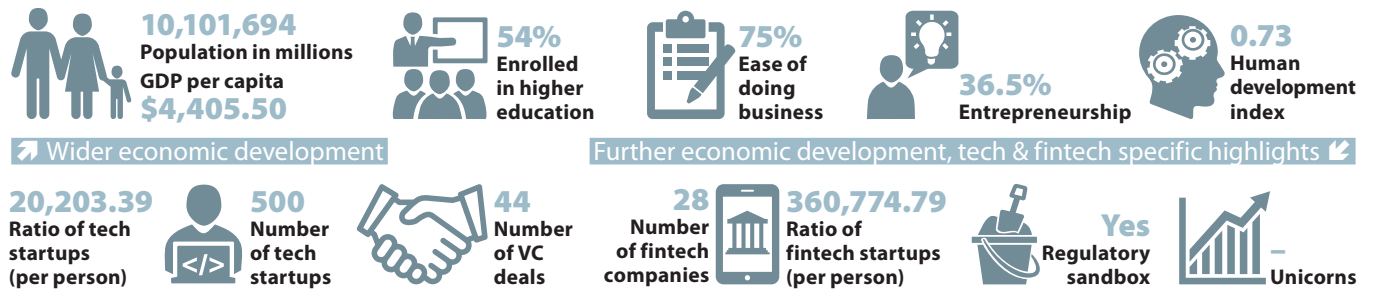 10,101,694
Population in millions
GDP per capita
$4,405.50
54%
Enrolled
in higher
education
75%
Ease of
doing
business
36.5%
Entrepreneurship
0.73
Human
development
index
Wider economic development
Further economic development, tech & fintech specific highlights
20,203.39
Ratio of tech
startups
(per person)
</>
500
Number
of tech
startups
44
Number
of VC
deals
28
Number
of fintech
companies
360,774.79
Ratio of
fintech startups
(per person)
Yes
Regulatory
sandbox
–
Unicorns